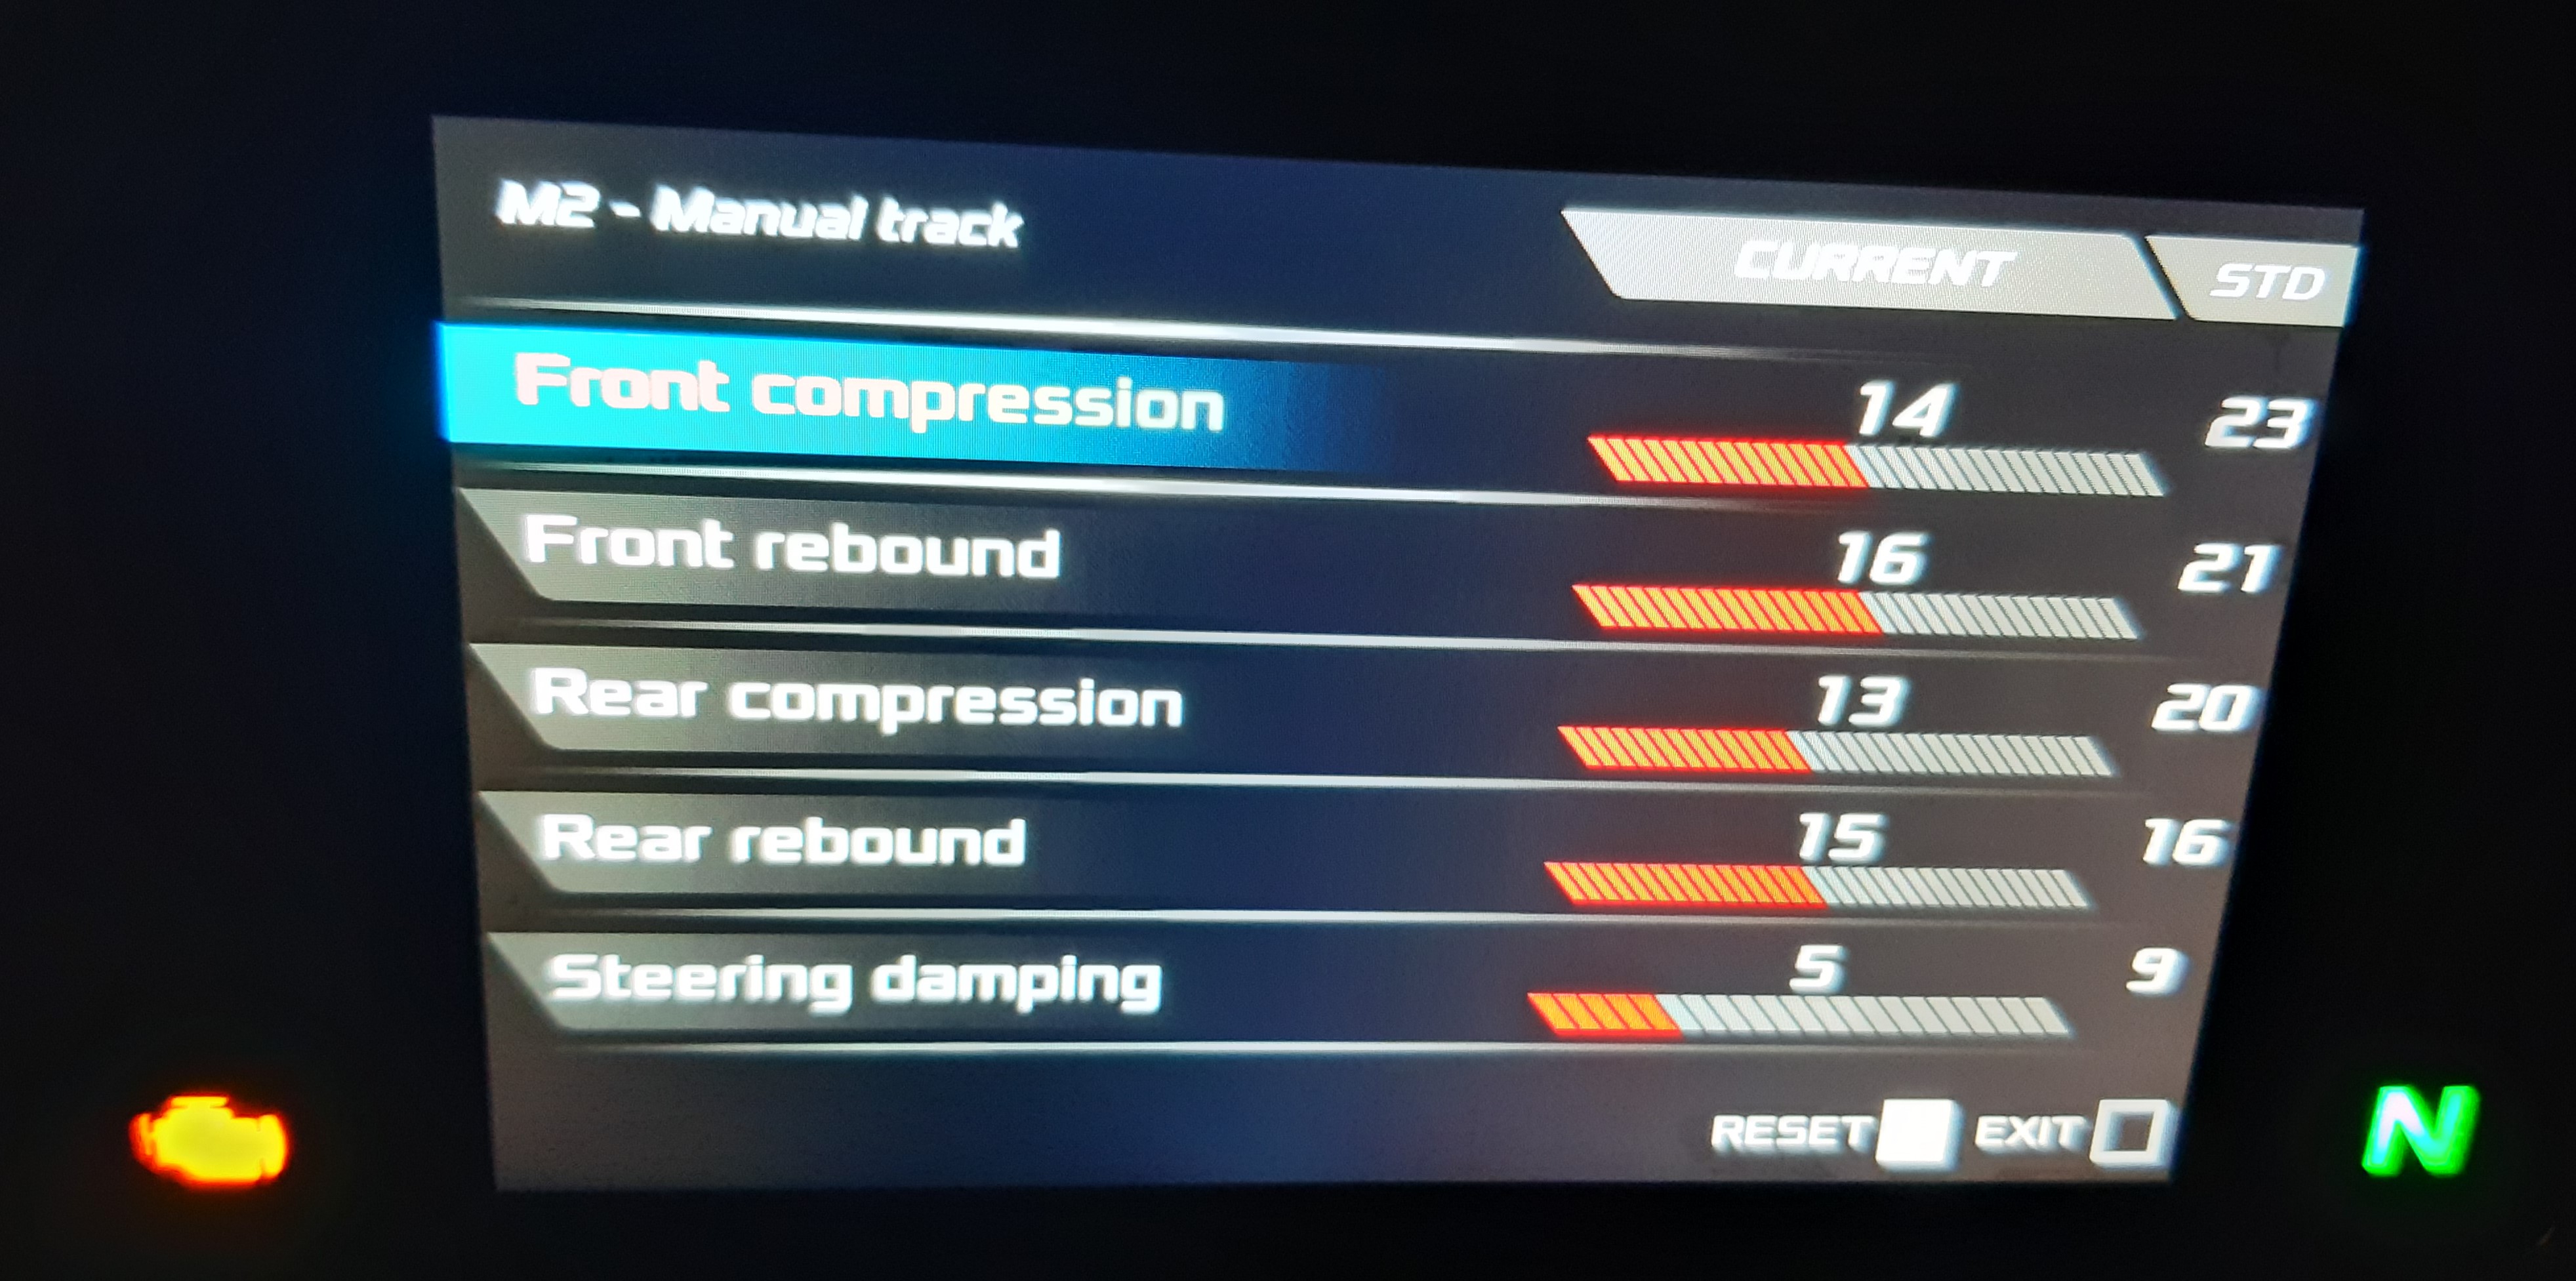 M2 - Manual track CURRENT STD
Front compression 14 23
Front rebound 16 21
Rear compression 13 20
Rear rebound 15 16
Steering damping 5 9
RESET EXIT
N